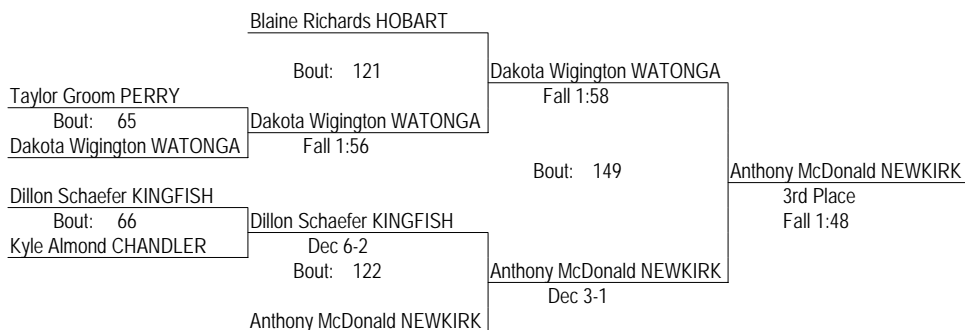 Blaine Richards HOBART
Bout: 121
Dakota Wigington WATONGA
Taylor Groom PERRY
Fall 1:58
Bout: 65
Dakota Wigington WATONGA
Dakota Wigington WATONGA
Fall 1:56
Bout: 149
Anthony McDonald NEWKIRK
Dillon Schaefer KINGFISH
3rd Place
Bout: 66
Dillon Schaefer KINGFISH
Fall 1:48
Kyle Almond CHANDLER
Dec 6-2
Bout: 122
Anthony McDonald NEWKIRK
Dec 3-1
Anthony McDonald NEWKIRK